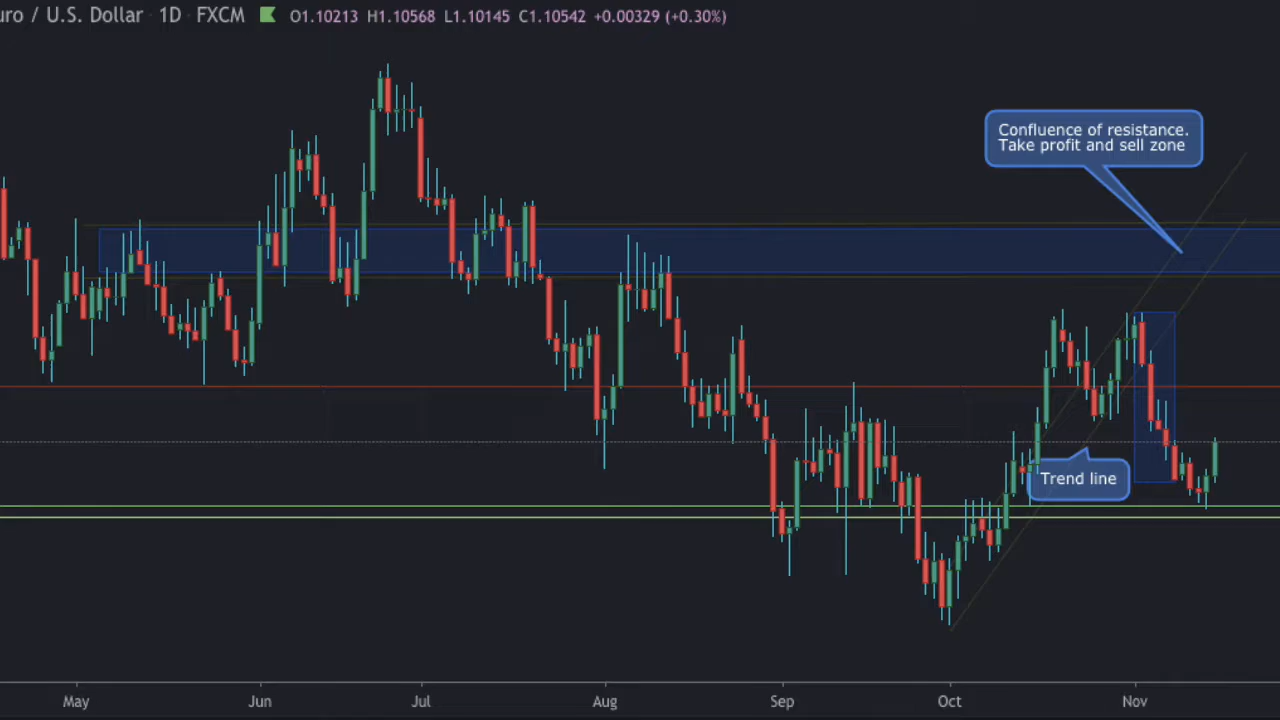 uro / U.S. Dollar · 1D · FXCM O1.10213 H1.10568 L1.10145 C1.10542 +0.00329 (+0.30%)
Confluence of resistance.
Take profit and sell zone
Trend line
May Jun Jul Aug Sep Oct Nov